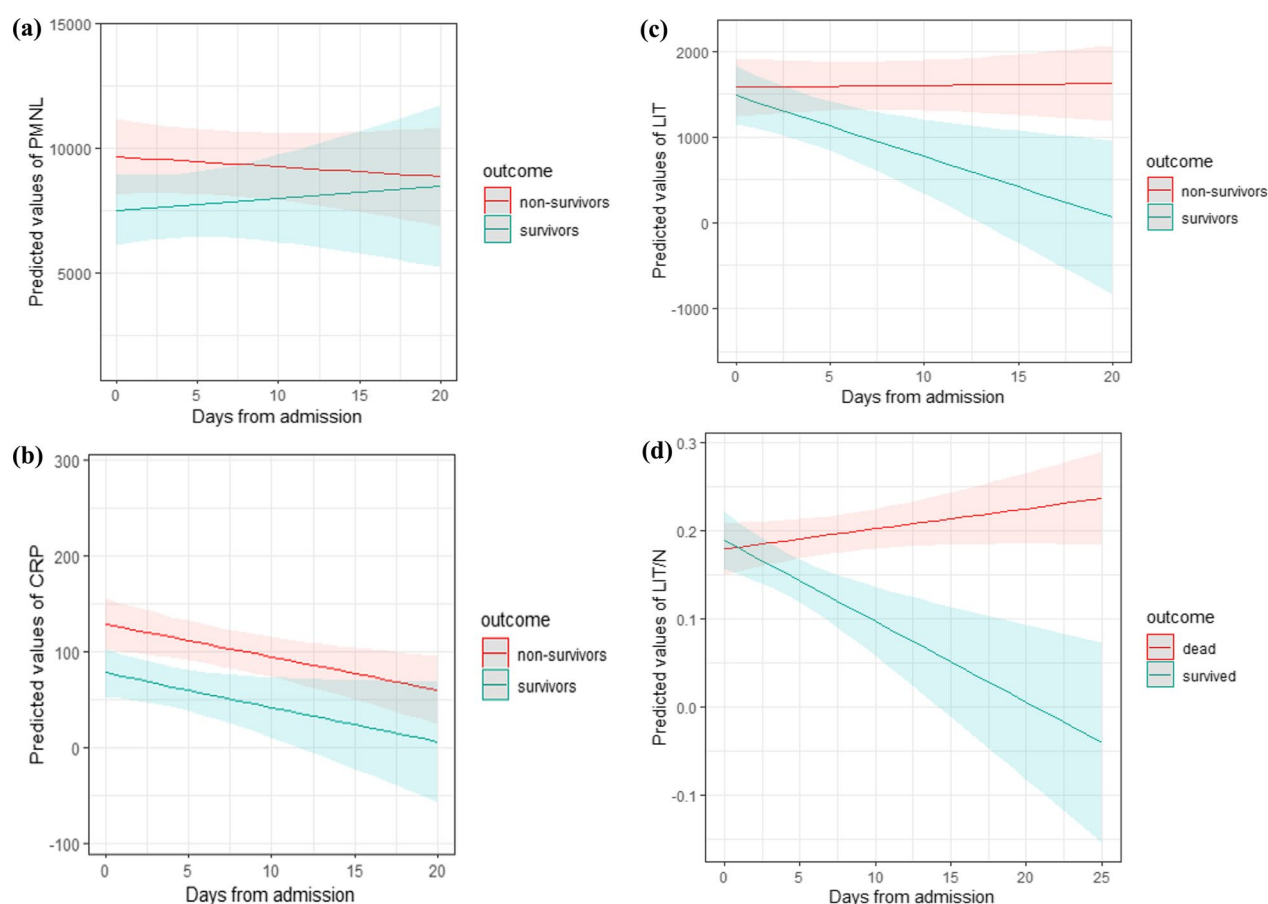 (a)
Predicted values of PMNL
15000
10000
5000
0 5 10 15 20
Days from admission
outcome
non-survivors
survivors
(c)
Predicted values of LIT
2000
1000
0
-1000
0 5 10 15 20
Days from admission
outcome
non-survivors
survivors
(b)
Predicted values of CRP
300
200
100
0
-100
0 5 10 15 20
Days from admission
outcome
non-survivors
survivors
(d)
Predicted values of LIT/N
0.3
0.2
0.1
0.0
-0.1
0 5 10 15 20 25
Days from admission
outcome
dead
survived